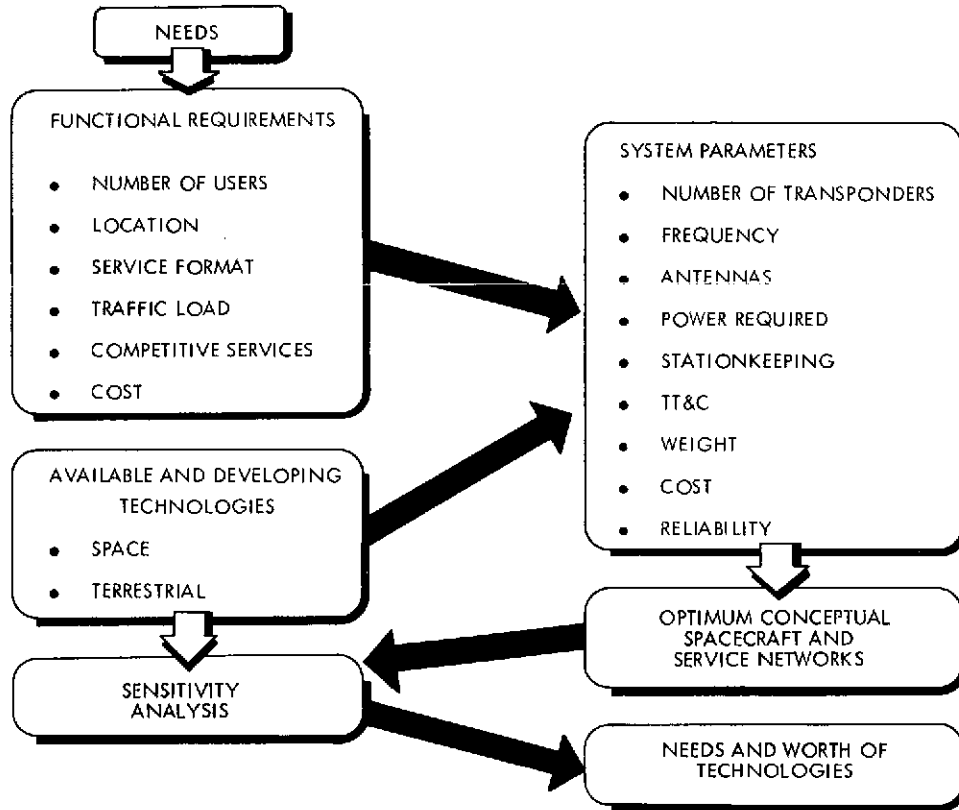 NEEDS
FUNCTIONAL REQUIREMENTS
• NUMBER OF USERS
• LOCATION
• SERVICE FORMAT
• TRAFFIC LOAD
• COMPETITIVE SERVICES
• COST
AVAILABLE AND DEVELOPING
TECHNOLOGIES
• SPACE
• TERRESTRIAL
SENSITIVITY
ANALYSIS
SYSTEM PARAMETERS
• NUMBER OF TRANSPONDERS
• FREQUENCY
• ANTENNAS
• POWER REQUIRED
• STATIONKEEPING
• TT&C
• WEIGHT
• COST
• RELIABILITY
OPTIMUM CONCEPTUAL
SPACECRAFT AND
SERVICE NETWORKS
NEEDS AND WORTH OF
TECHNOLOGIES